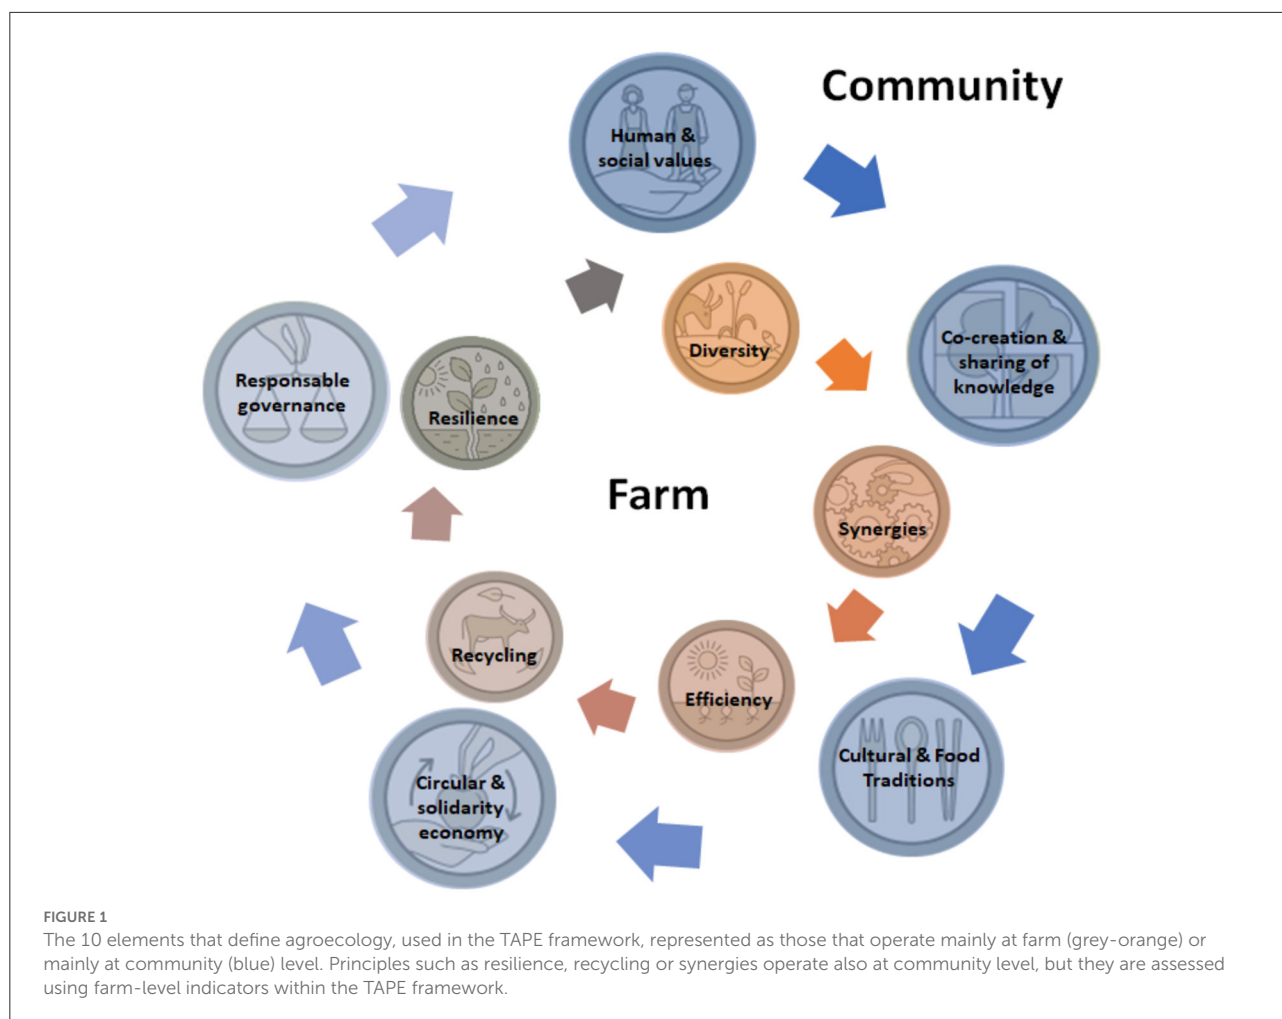 Community
Human &
social values
Diversity
Co-creation &
sharing of
knowledge
Responsable
governance
Resilience
Farm
Synergies
Recycling
Efficiency
Cultural & Food
Traditions
Circular &
solidarity
economy
FIGURE 1
The 10 elements that define agroecology, used in the TAPE framework, represented as those that operate mainly at farm (grey-orange) or
mainly at community (blue) level. Principles such as resilience, recycling or synergies operate also at community level, but they are assessed
using farm-level indicators within the TAPE framework.